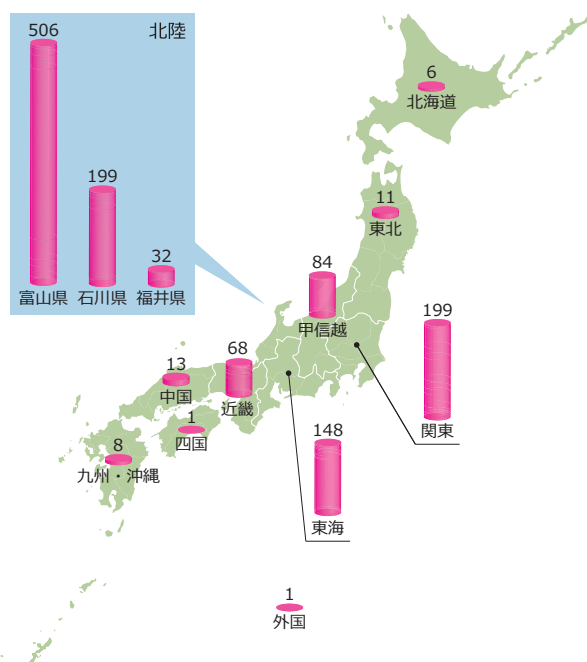 北陸
506
富山県
199
石川県
32
福井県
6
北海道
11
東北
84
甲信越
199
関東
148
東海
68
近畿
13
中国
1
四国
8
九州・沖縄
1
外国